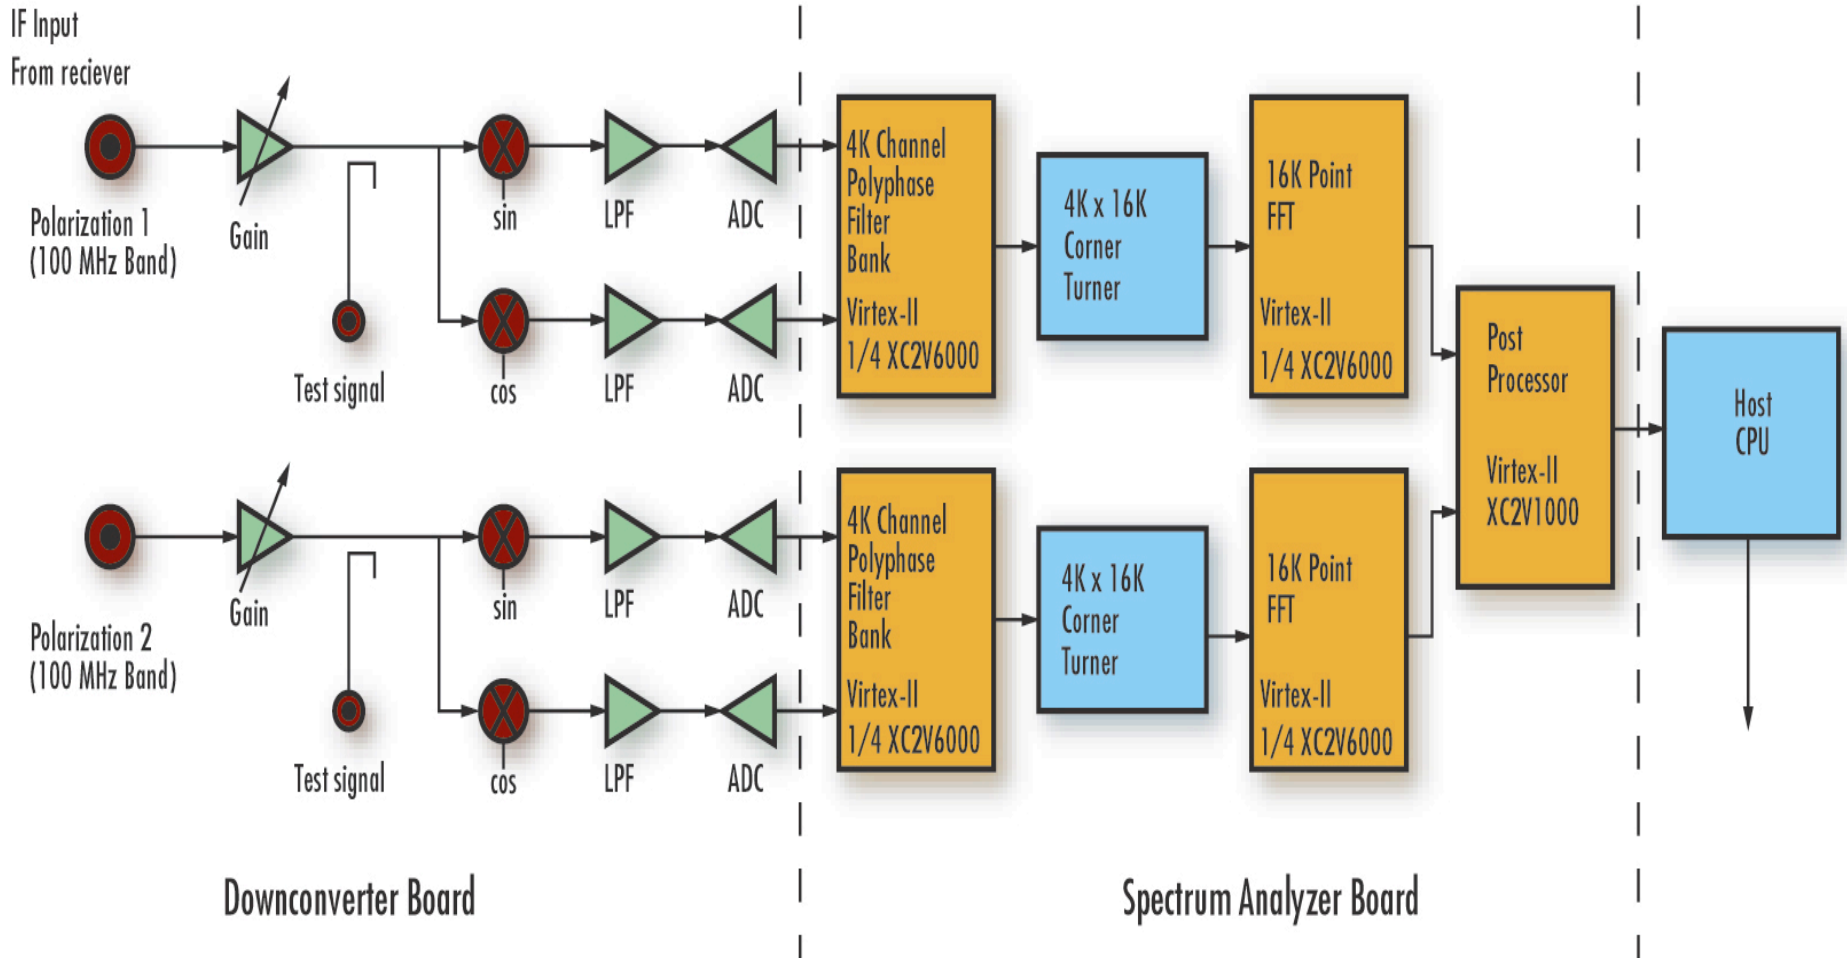 IF Input
From reciever
Polarization 1
(100 MHz Band)
Gain
Test signal
sin
LPF
ADC
cos
LPF
ADC
4K Channel
Polyphase
Filter
Bank
Virtex-II
1/4 XC2V6000
4K x 16K
Corner
Turner
16K Point
FFT
Virtex-II
1/4 XC2V6000
Post
Processor
Virtex-II
XC2V1000
Host
CPU
Polarization 2
(100 MHz Band)
Gain
Test signal
sin
LPF
ADC
cos
LPF
ADC
4K Channel
Polyphase
Filter
Bank
Virtex-II
1/4 XC2V6000
4K x 16K
Corner
Turner
16K Point
FFT
Virtex-II
1/4 XC2V6000
Downconverter Board
Spectrum Analyzer Board